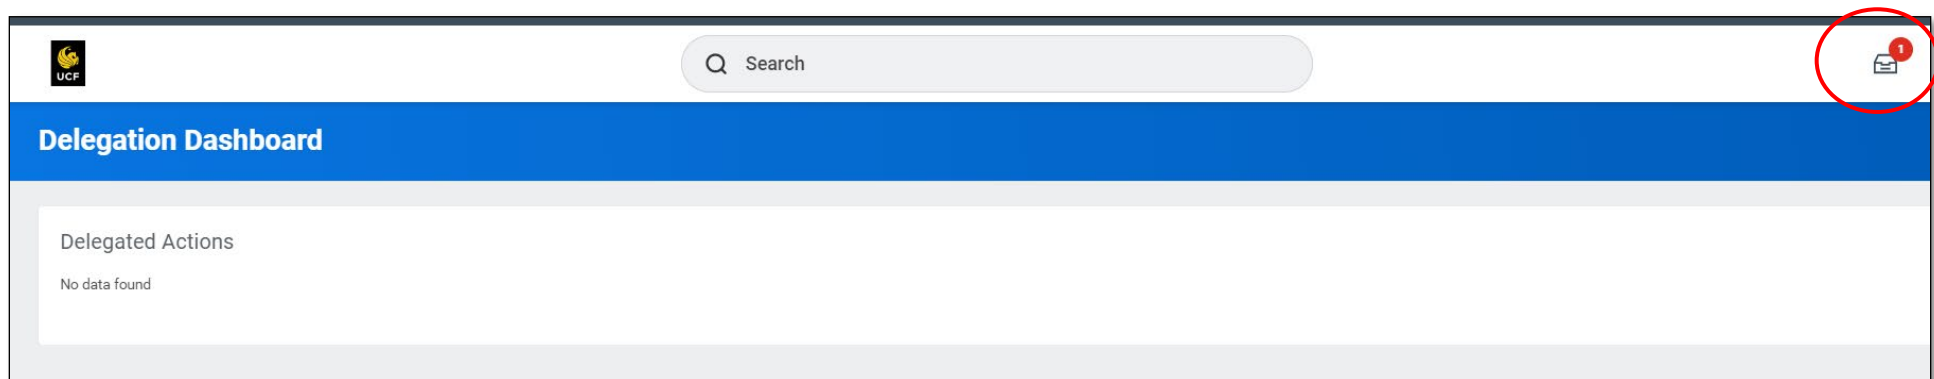 UCF
Search
1
Delegation Dashboard
Delegated Actions
No data found